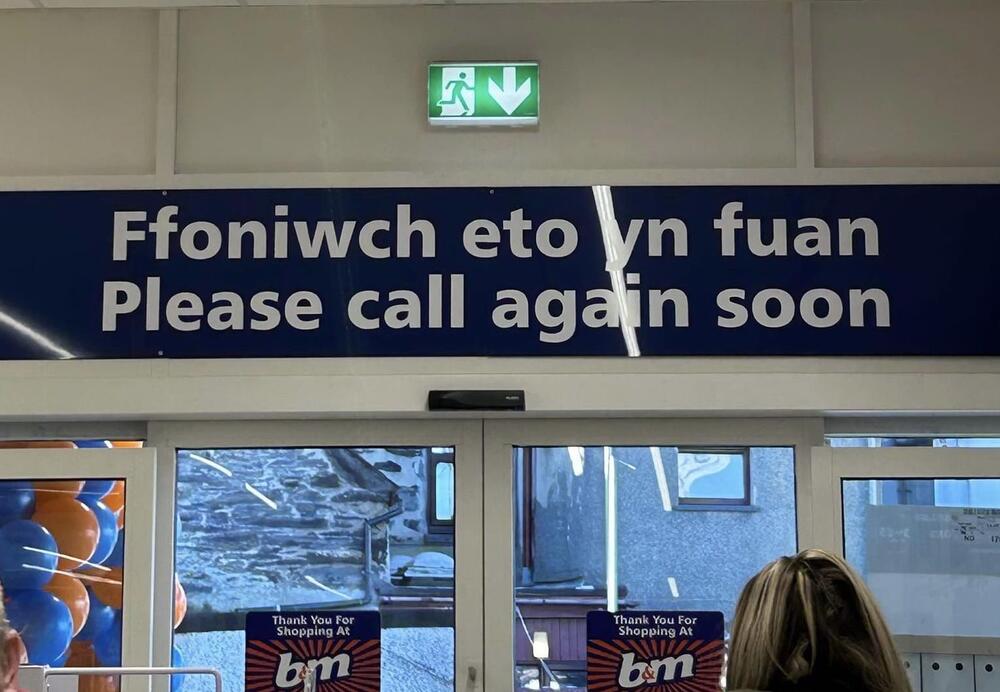 Ffoniwch eto yn fuan
Please call again soon
Thank You For
Shopping At
b&m
Thank You For
Shopping At
b&m